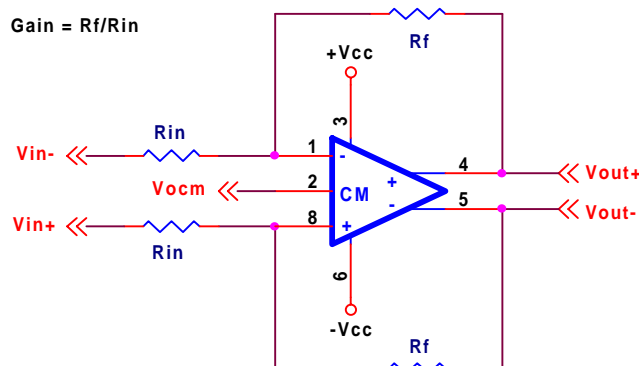 Gain = Rf/Rin
Rf
+Vcc
3
Rin
Vin-
1
-
4
Vout+
+
Vocm
2
CM
-
5
Vout-
Vin+
8
+
Rin
6
-Vcc
Rf